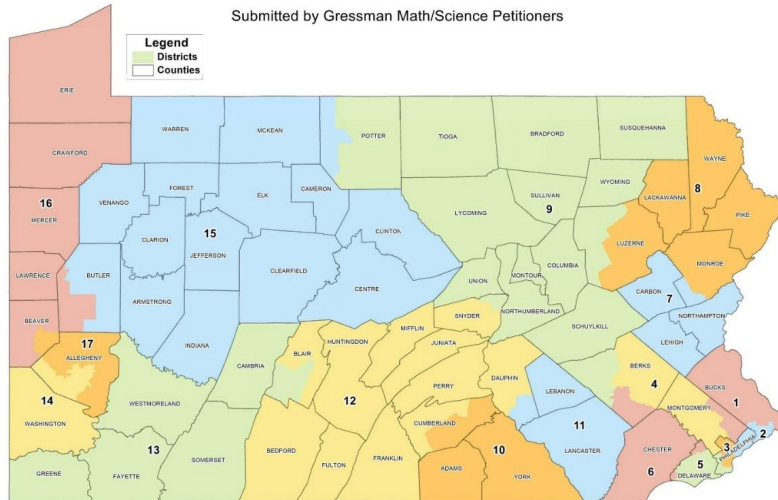 Submitted by Gressman Math/Science Petitioners
Legend
Districts
Counties
ERIE
CRAWFORD
WARREN
MCKEAN
POTTER
TIOGA
BRADFORD
SUSQUEHANNA
WAYNE
WYOMING
LACKAWANNA
8
PIKE
16
MERCER
VENANGO
FOREST
ELK
CAMERON
SULLIVAN
9
LYCOMING
CLINTON
LUZERNE
MONROE
CLARION
15
JEFFERSON
COLUMBIA
MONTOUR
UNION
LAWRENCE
BUTLER
CLEARFIELD
CENTRE
CARBON
7
NORTHAMPTON
ARMSTRONG
NORTHUMBERLAND
SNYDER
SCHUYLKILL
LEHIGH
BEAVER
INDIANA
MIFFLIN
HUNTINGDON
JUNIATA
17
ALLEGHENY
CAMBRIA
BLAIR
DAUPHIN
BERKS
4
BUCKS
1
PERRY
LEBANON
WESTMORELAND
14
WASHINGTON
12
MONTGOMERY
CUMBERLAND
11
LANCASTER
2
PHILADELPHIA
3
13
SOMERSET
BEDFORD
FULTON
FRANKLIN
10
ADAMS
YORK
CHESTER
6
5
DELAWARE
GREENE
FAYETTE